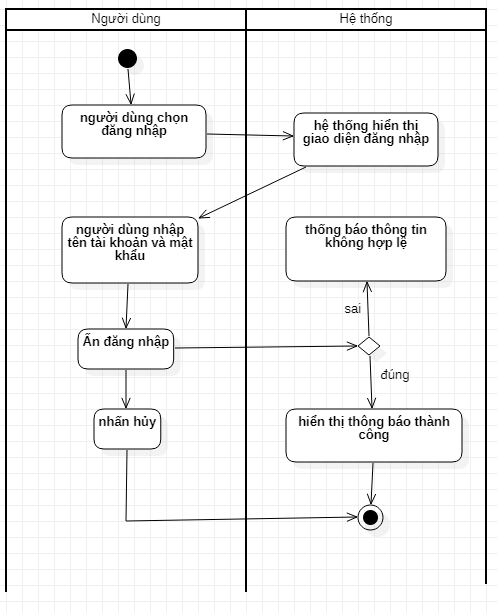 Người dùng
Hệ thống
người dùng chọn
đăng nhập
hệ thống hiển thị
giao diện đăng nhập
người dùng nhập
tên tài khoản và mật
khẩu
thống báo thông tin
không hợp lệ
sai
Ấn đăng nhập
đúng
nhấn hủy
hiển thị thông báo thành
công